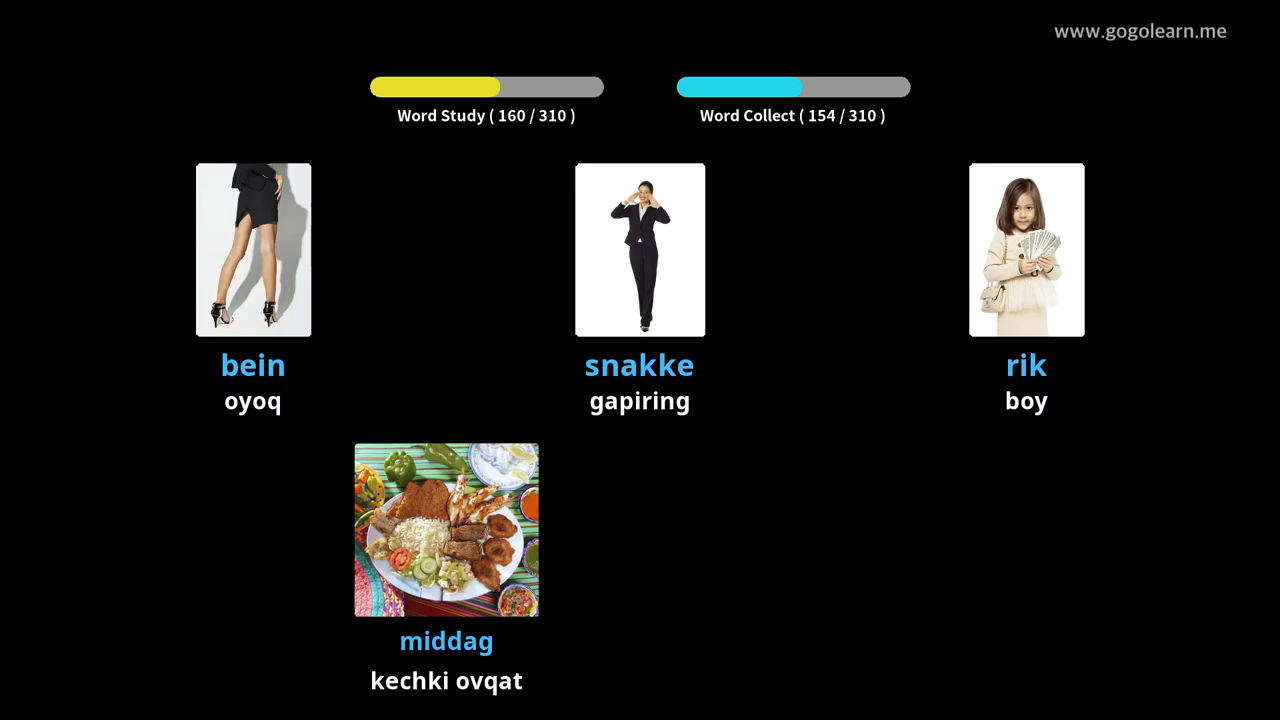 www.gogolearn.me
Word Study ( 160 / 310 )
Word Collect ( 154 / 310 )
bein
oyoq
snakke
gapiring
rik
boy
middag
kechki ovqat